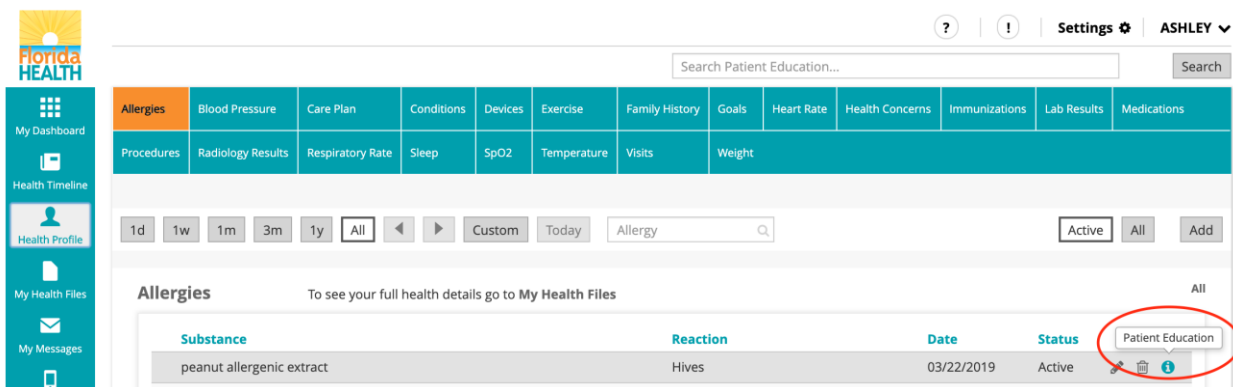 ? ! Settings ASHLEY
Florida
HEALTH
Search Patient Education... Search
My Dashboard
Health Timeline
Health Profile
My Health Files
My Messages
Allergies Blood Pressure Care Plan Conditions Devices Exercise Family History Goals Heart Rate Health Concerns Immunizations Lab Results Medications
Procedures Radiology Results Respiratory Rate Sleep SpO2 Temperature Visits Weight
1d 1w 1m 3m 1y All Custom Today Allergy Active All Add
Allergies To see your full health details go to My Health Files All
Substance Reaction Date Status Patient Education
peanut allergenic extract Hives 03/22/2019 Active